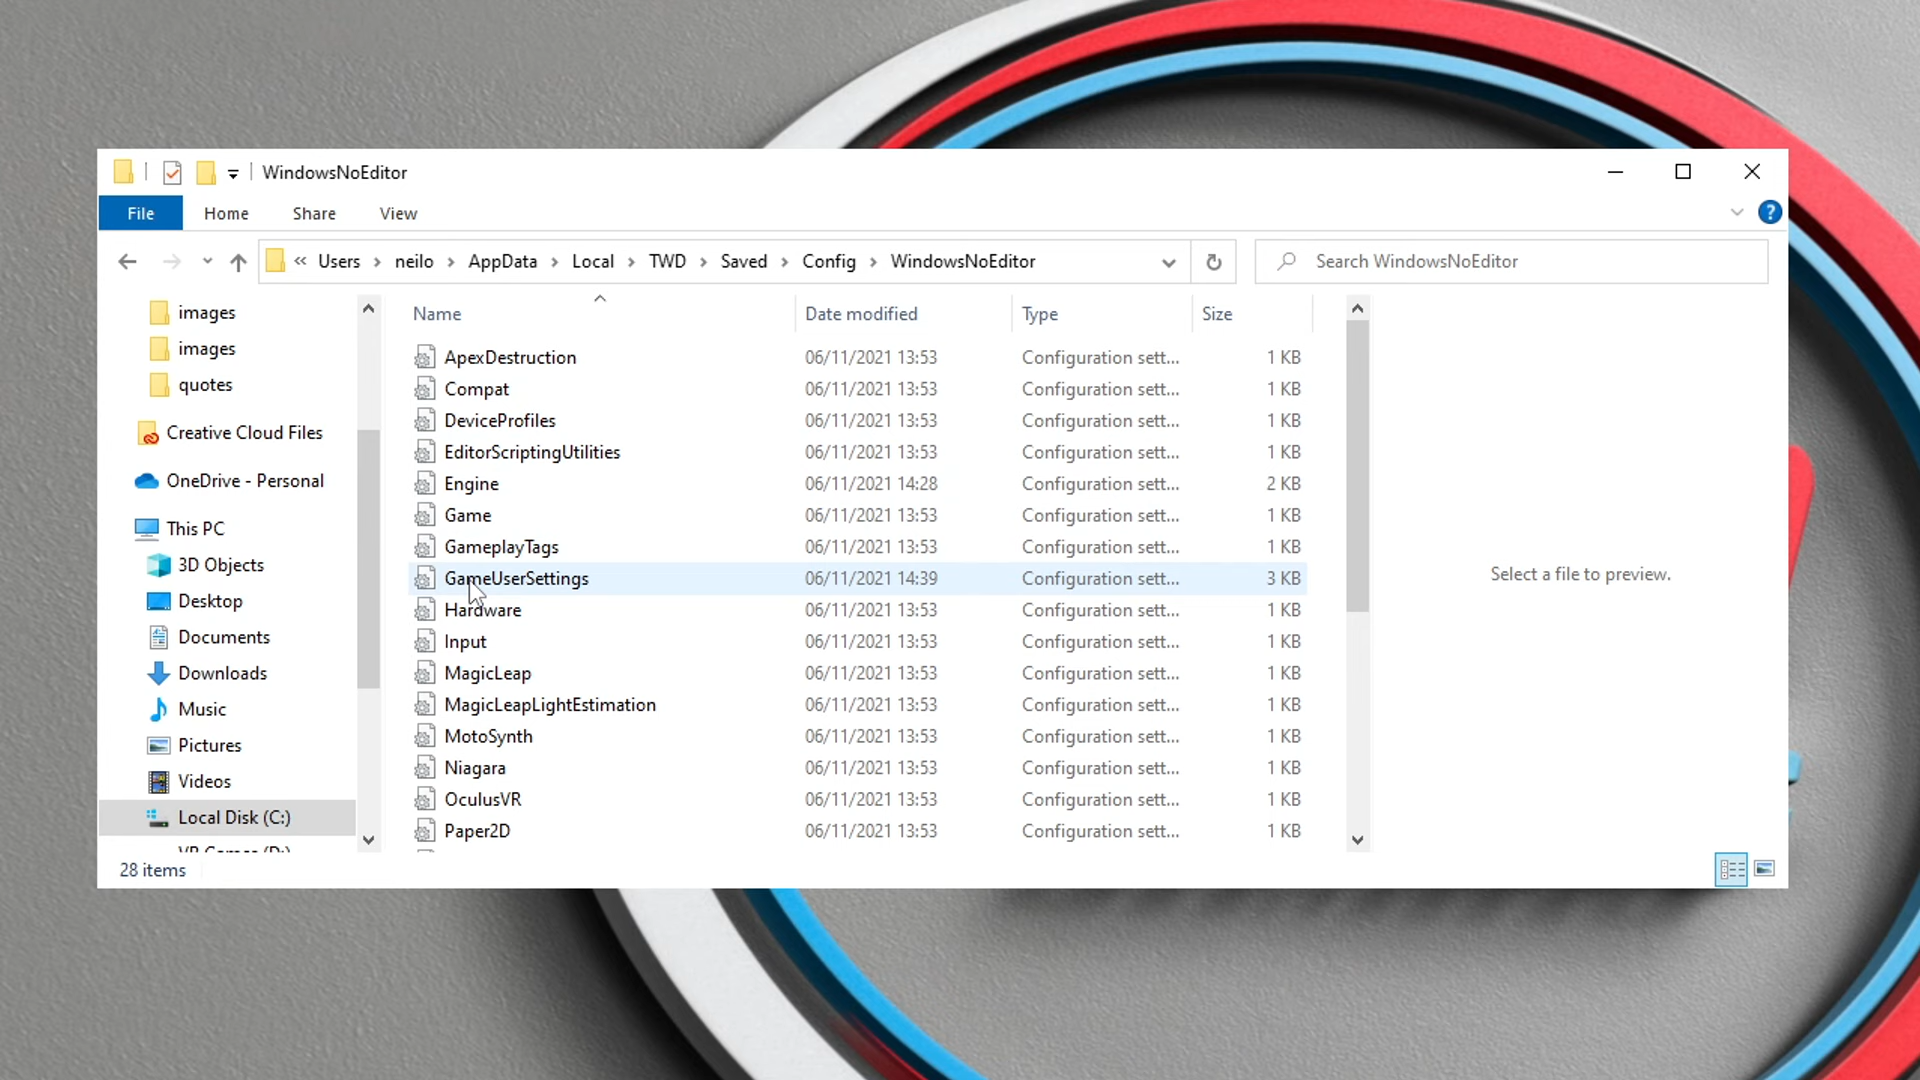 WindowsNoEditor
File Home Share View
« Users > neilo > AppData > Local > TWD > Saved > Config > WindowsNoEditor
Search WindowsNoEditor
images
images
quotes
Creative Cloud Files
OneDrive - Personal
This PC
3D Objects
Desktop
Documents
Downloads
Music
Pictures
Videos
Local Disk (C:)
VR Games (D:)
Name Date modified Type Size
ApexDestruction 06/11/2021 13:53 Configuration sett... 1 KB
Compat 06/11/2021 13:53 Configuration sett... 1 KB
DeviceProfiles 06/11/2021 13:53 Configuration sett... 1 KB
EditorScriptingUtilities 06/11/2021 13:53 Configuration sett... 1 KB
Engine 06/11/2021 14:28 Configuration sett... 2 KB
Game 06/11/2021 13:53 Configuration sett... 1 KB
GameplayTags 06/11/2021 13:53 Configuration sett... 1 KB
GameUserSettings 06/11/2021 14:39 Configuration sett... 3 KB
Hardware 06/11/2021 13:53 Configuration sett... 1 KB
Input 06/11/2021 13:53 Configuration sett... 1 KB
MagicLeap 06/11/2021 13:53 Configuration sett... 1 KB
MagicLeapLightEstimation 06/11/2021 13:53 Configuration sett... 1 KB
MotoSynth 06/11/2021 13:53 Configuration sett... 1 KB
Niagara 06/11/2021 13:53 Configuration sett... 1 KB
OculusVR 06/11/2021 13:53 Configuration sett... 1 KB
Paper2D 06/11/2021 13:53 Configuration sett... 1 KB
Select a file to preview.
28 items